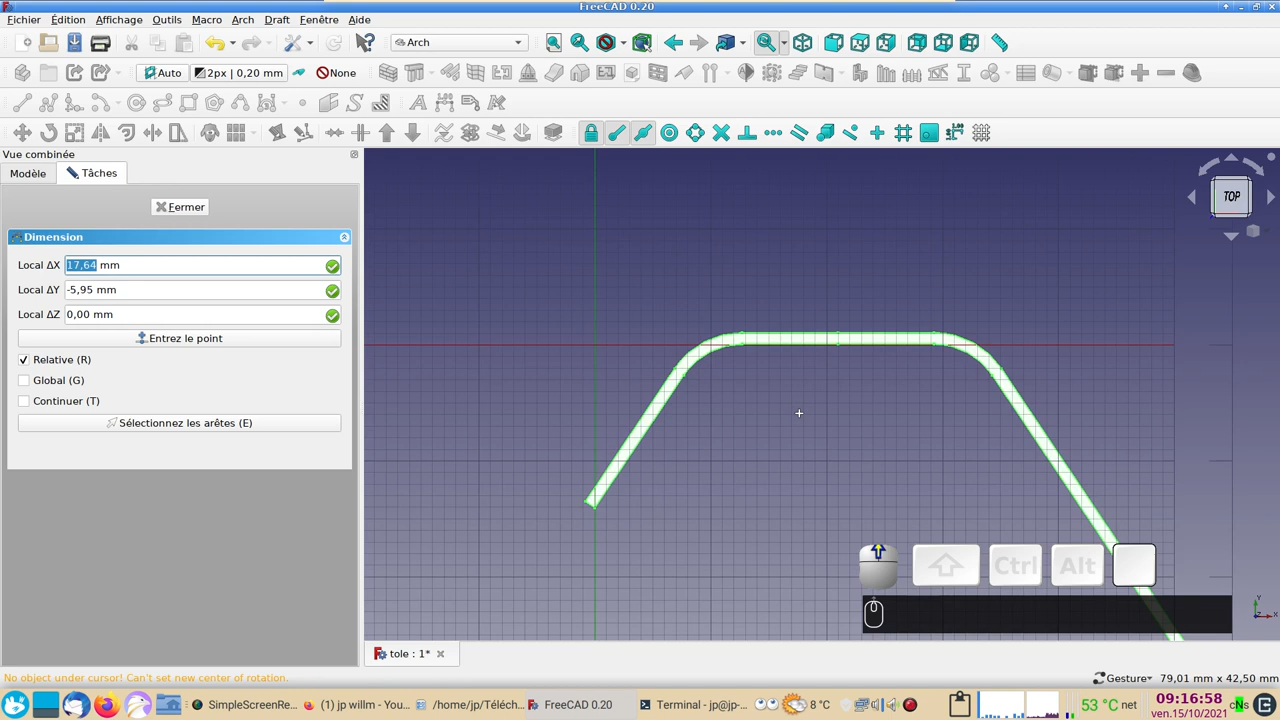 FreeCAD 0.20
Fichier Édition Affichage Outils Macro Arch Draft Fenêtre Aide
Arch
Auto 2px | 0,20 mm None
Vue combinée
Modèle Tâches
Fermer
Dimension
Local ΔX 17,64 mm
Local ΔY -5,95 mm
Local ΔZ 0,00 mm
Entrez le point
Relative (R)
Global (G)
Continuer (T)
Sélectionnez les arêtes (E)
TOP
Ctrl Alt
tole : 1*
No object under cursor! Can't set new center of rotation.
Gesture 79,01 mm x 42,50 mm
SimpleScreenRe... (1) jp willm - You... /home/jp/Téléch... FreeCAD 0.20 Terminal - jp@jp-... 8 °C 53 °C net 09:16:58
ven.15/10/2021